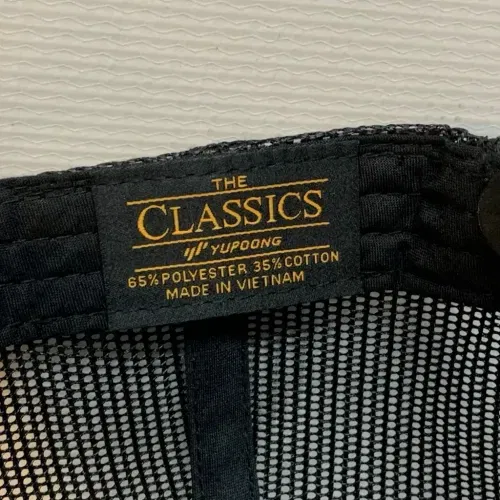 THE
CLASSICS
YUPOONG
65% POLYESTER 35% COTTON
MADE IN VIETNAM